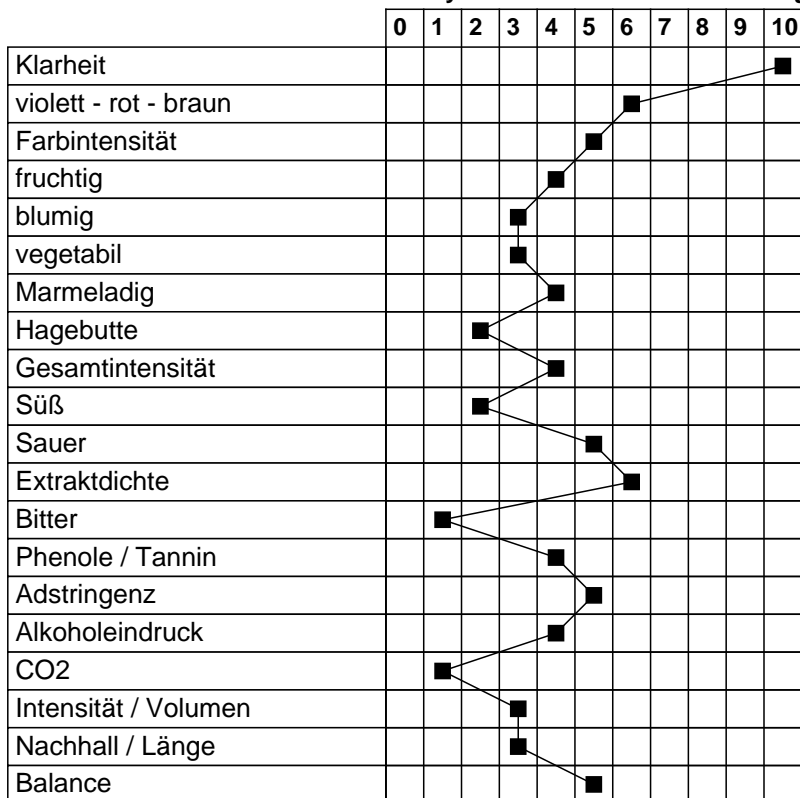 0 1 2 3 4 5 6 7 8 9 10
Klarheit
violett - rot - braun
Farbintensität
fruchtig
blumig
vegetabil
Marmeladig
Hagebutte
Gesamtintensität
Süß
Sauer
Extraktdichte
Bitter
Phenole / Tannin
Adstringenz
Alkoholeindruck
CO2
Intensität / Volumen
Nachhall / Länge
Balance